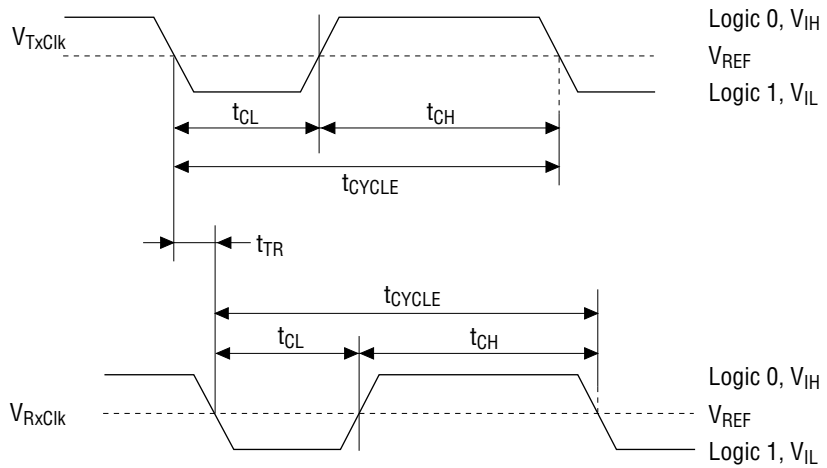 Logic 0, VIH
VTxClk
VREF
Logic 1, VIL
tCL
tCH
tCYCLE
tTR
tCYCLE
tCL
tCH
Logic 0, VIH
VRxClk
VREF
Logic 1, VIL